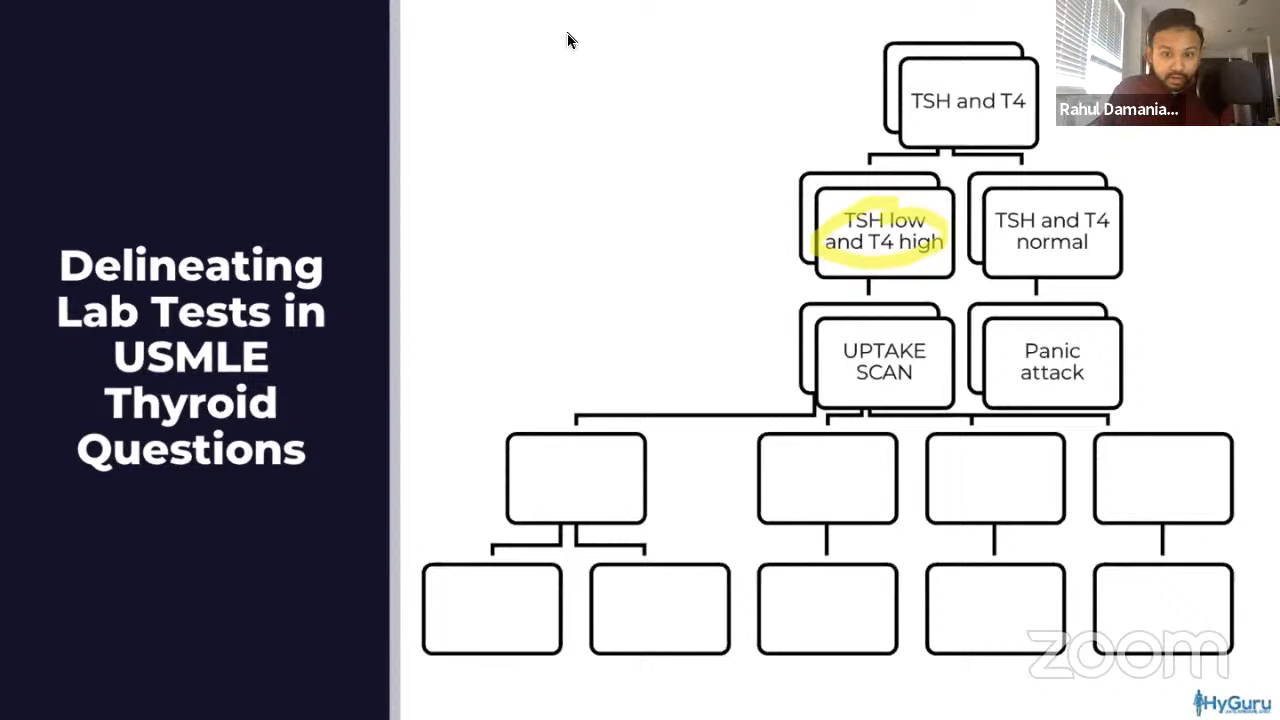 Delineating
Lab Tests in
USMLE
Thyroid
Questions
TSH and T4
Rahul Damania...
TSH low
and T4 high
TSH and T4
normal
UPTAKE
SCAN
Panic
attack
zoom
HyGuru